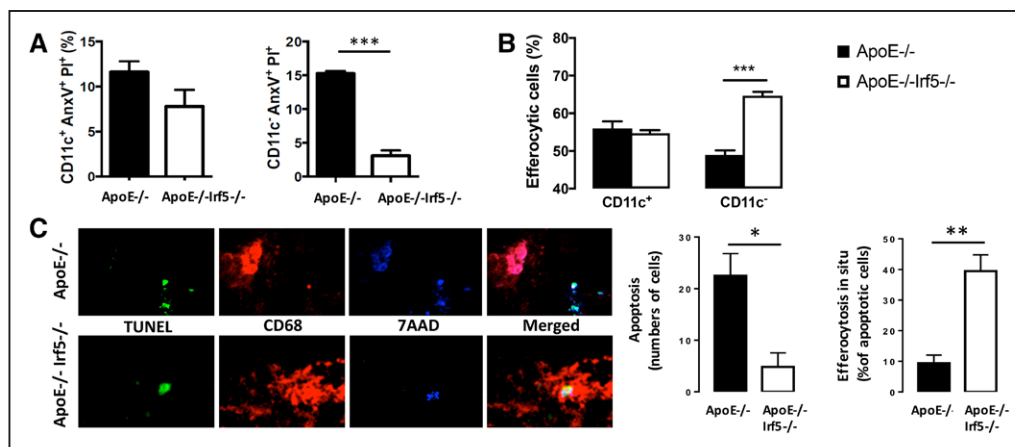 A
CD11c+ AnxV+ PI+ (%)
15
10
5
0
ApoE-/-
ApoE-/-Irf5-/-
CD11c- AnxV+ PI+
20
15
10
5
0
***
ApoE-/-
ApoE-/-Irf5-/-
B
Efferocytic cells (%)
80
70
60
50
40
***
CD11c+
CD11c-
ApoE-/-
ApoE-/-Irf5-/-
C
ApoE-/-
TUNEL
CD68
7AAD
Merged
ApoE-/- Irf5-/-
Apoptosis
(numbers of cells)
30
20
10
0
*
ApoE-/-
ApoE-/-
Irf5-/-
Efferocytosis in situ
(%of apoptotic cells)
50
40
30
20
10
0
**
ApoE-/-
ApoE-/-
Irf5-/-